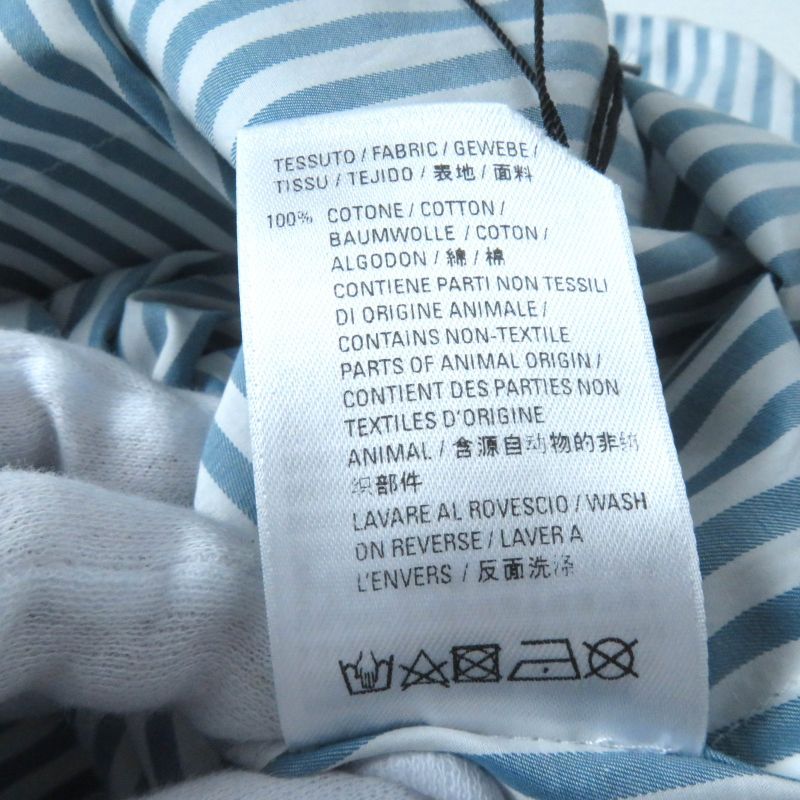 TESSUTO / FABRIC / GEWEBE /
TISSU / TEJIDO / 表地 / 面料
100% COTONE / COTTON /
BAUMWOLLE / COTON /
ALGODON / 綿 / 棉
CONTIENE PARTI NON TESSILI
DI ORIGINE ANIMALE /
CONTAINS NON-TEXTILE
PARTS OF ANIMAL ORIGIN /
CONTIENT DES PARTIES NON
TEXTILES D'ORIGINE
ANIMAL / 含源自动物的非纺
织部件
LAVARE AL ROVESCIO / WASH
ON REVERSE / LAVER A
L'ENVERS / 反面洗涤